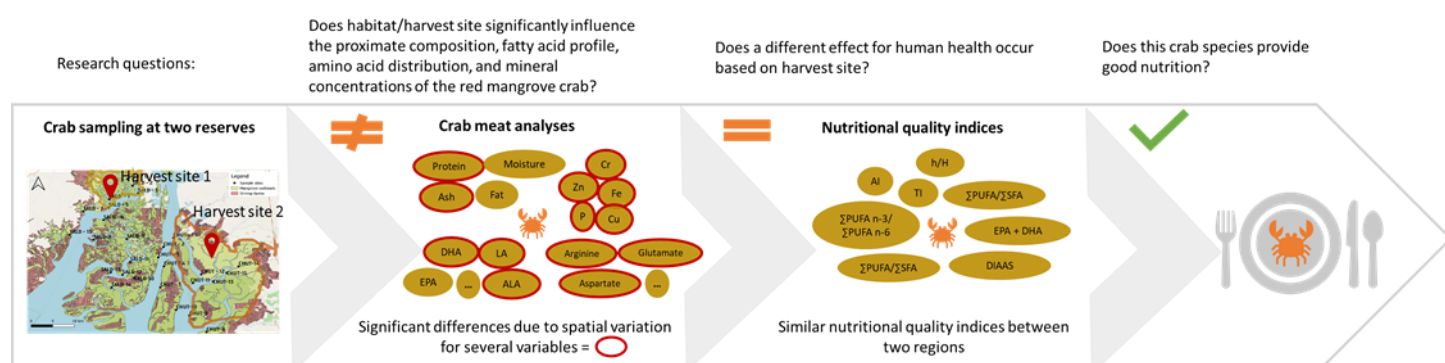 Research questions:
Does habitat/harvest site significantly influence
the proximate composition, fatty acid profile,
amino acid distribution, and mineral
concentrations of the red mangrove crab?
Does a different effect for human health occur
based on harvest site?
Does this crab species provide
good nutrition?
Crab sampling at two reserves
Harvest site 1
Harvest site 2
Legend
Crab meat analyses
Protein
Moisture
Ash
Fat
Cr
Zn
Fe
P
Cu
DHA
LA
EPA
...
ALA
Arginine
Glutamate
Aspartate
...
Significant differences due to spatial variation
for several variables =
Nutritional quality indices
h/H
AI
TI
∑PUFA/∑SFA
∑PUFA n-3/
∑PUFA n-6
EPA + DHA
∑PUFA/∑SFA
DIAAS
Similar nutritional quality indices between
two regions